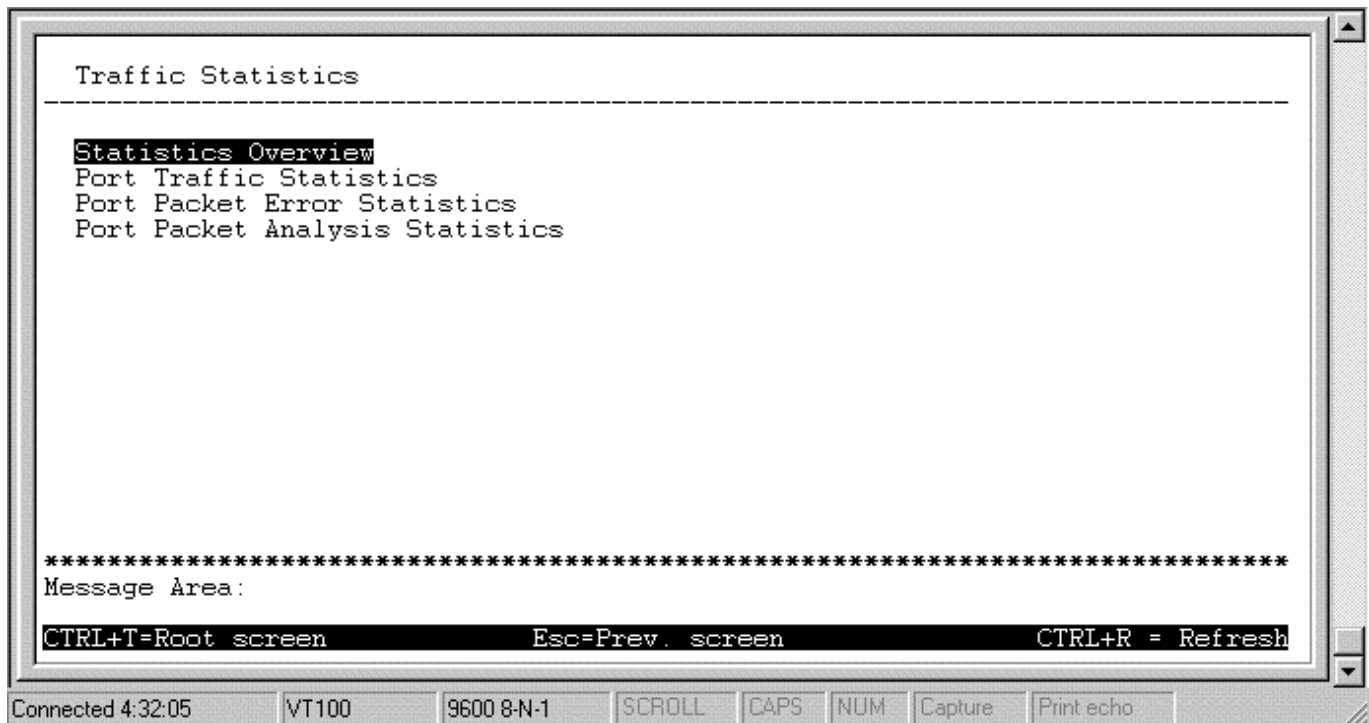 Traffic Statistics
--------------------------------------------------------------------------------
Statistics Overview
Port Traffic Statistics
Port Packet Error Statistics
Port Packet Analysis Statistics
********************************************************************************
Message Area:
CTRL+T=Root screen Esc=Prev. screen CTRL+R = Refresh
Connected 4:32:05 VT100 9600 8-N-1 SCROLL CAPS NUM Capture Print echo